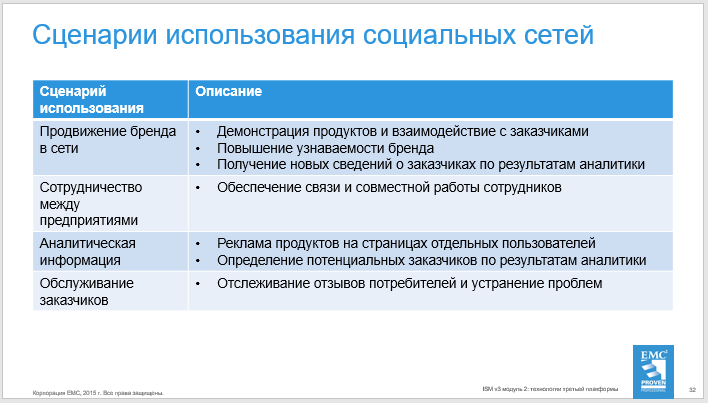 Сценарии использования социальных сетей
Сценарий
использования
Описание
Продвижение бренда
в сети
• Демонстрация продуктов и взаимодействие с заказчиками
• Повышение узнаваемости бренда
• Получение новых сведений о заказчиках по результатам аналитики
Сотрудничество
между
предприятиями
• Обеспечение связи и совместной работы сотрудников
Аналитическая
информация
• Реклама продуктов на страницах отдельных пользователей
• Определение потенциальных заказчиков по результатам аналитики
Обслуживание
заказчиков
• Отслеживание отзывов потребителей и устранение проблем
EMC²
PROVEN
PROFESSIONAL
Корпорация EMC, 2015 г. Все права защищены.
ISM v3 модуль 2: технологии третьей платформы
32